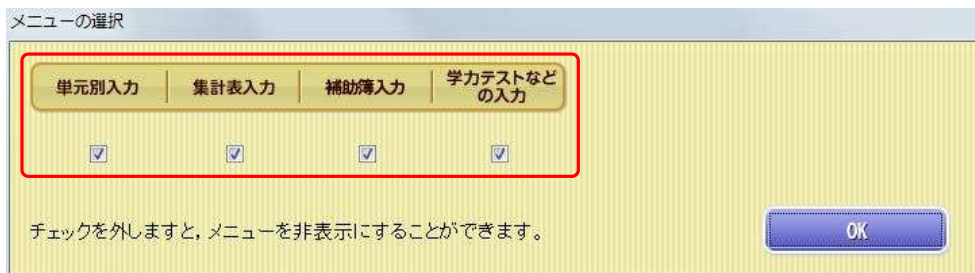 メニューの選択
単元別入力
集計表入力
補助簿入力
学力テストなど
の入力
チェックを外しますと，メニューを非表示にすることができます。
OK